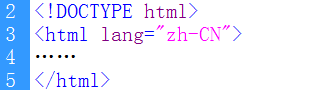 2 <!DOCTYPE html>
3 <html lang="zh-CN">
4 ……
5 </html>